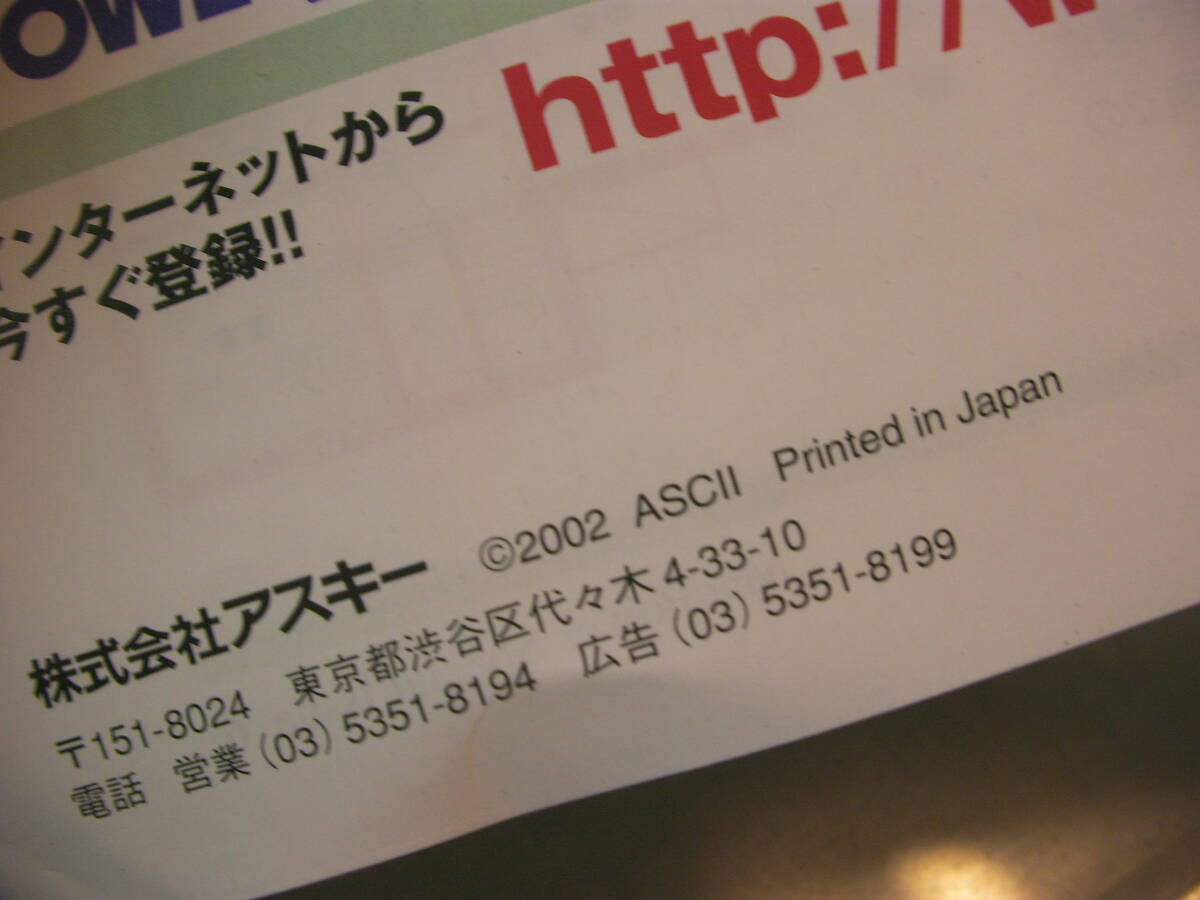 インターネットから
今すぐ登録!!
http://w
株式会社アスキー ©2002 ASCII Printed in Japan
〒151-8024 東京都渋谷区代々木4-33-10
電話 営業(03)5351-8194 広告(03)5351-8199